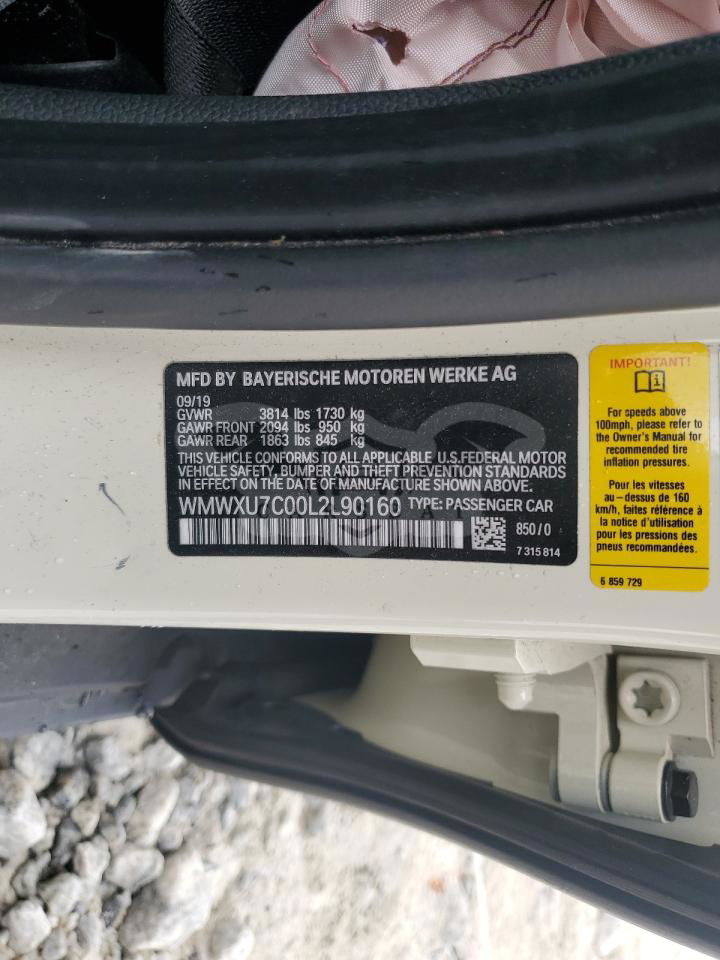 MFD BY BAYERISCHE MOTOREN WERKE AG
09/19
GVWR 3814 lbs 1730 kg
GAWR FRONT 2094 lbs 950 kg
GAWR REAR 1863 lbs 845 kg
THIS VEHICLE CONFORMS TO ALL APPLICABLE U.S.FEDERAL MOTOR
VEHICLE SAFETY, BUMPER AND THEFT PREVENTION STANDARDS
IN EFFECT ON THE DATE OF MANUFACTURE SHOWN ABOVE.
WMWXU7C00L2L90160 TYPE: PASSENGER CAR
850/0
7 315 814
IMPORTANT!
For speeds above
100mph, please refer to
the Owner's Manual for
recommended tire
inflation pressures.
Pour les vitesses
au-dessus de 160
km/h, faites référence à
la notice d'utilisation
pour les pressions des
pneus recommandées.
6 859 729